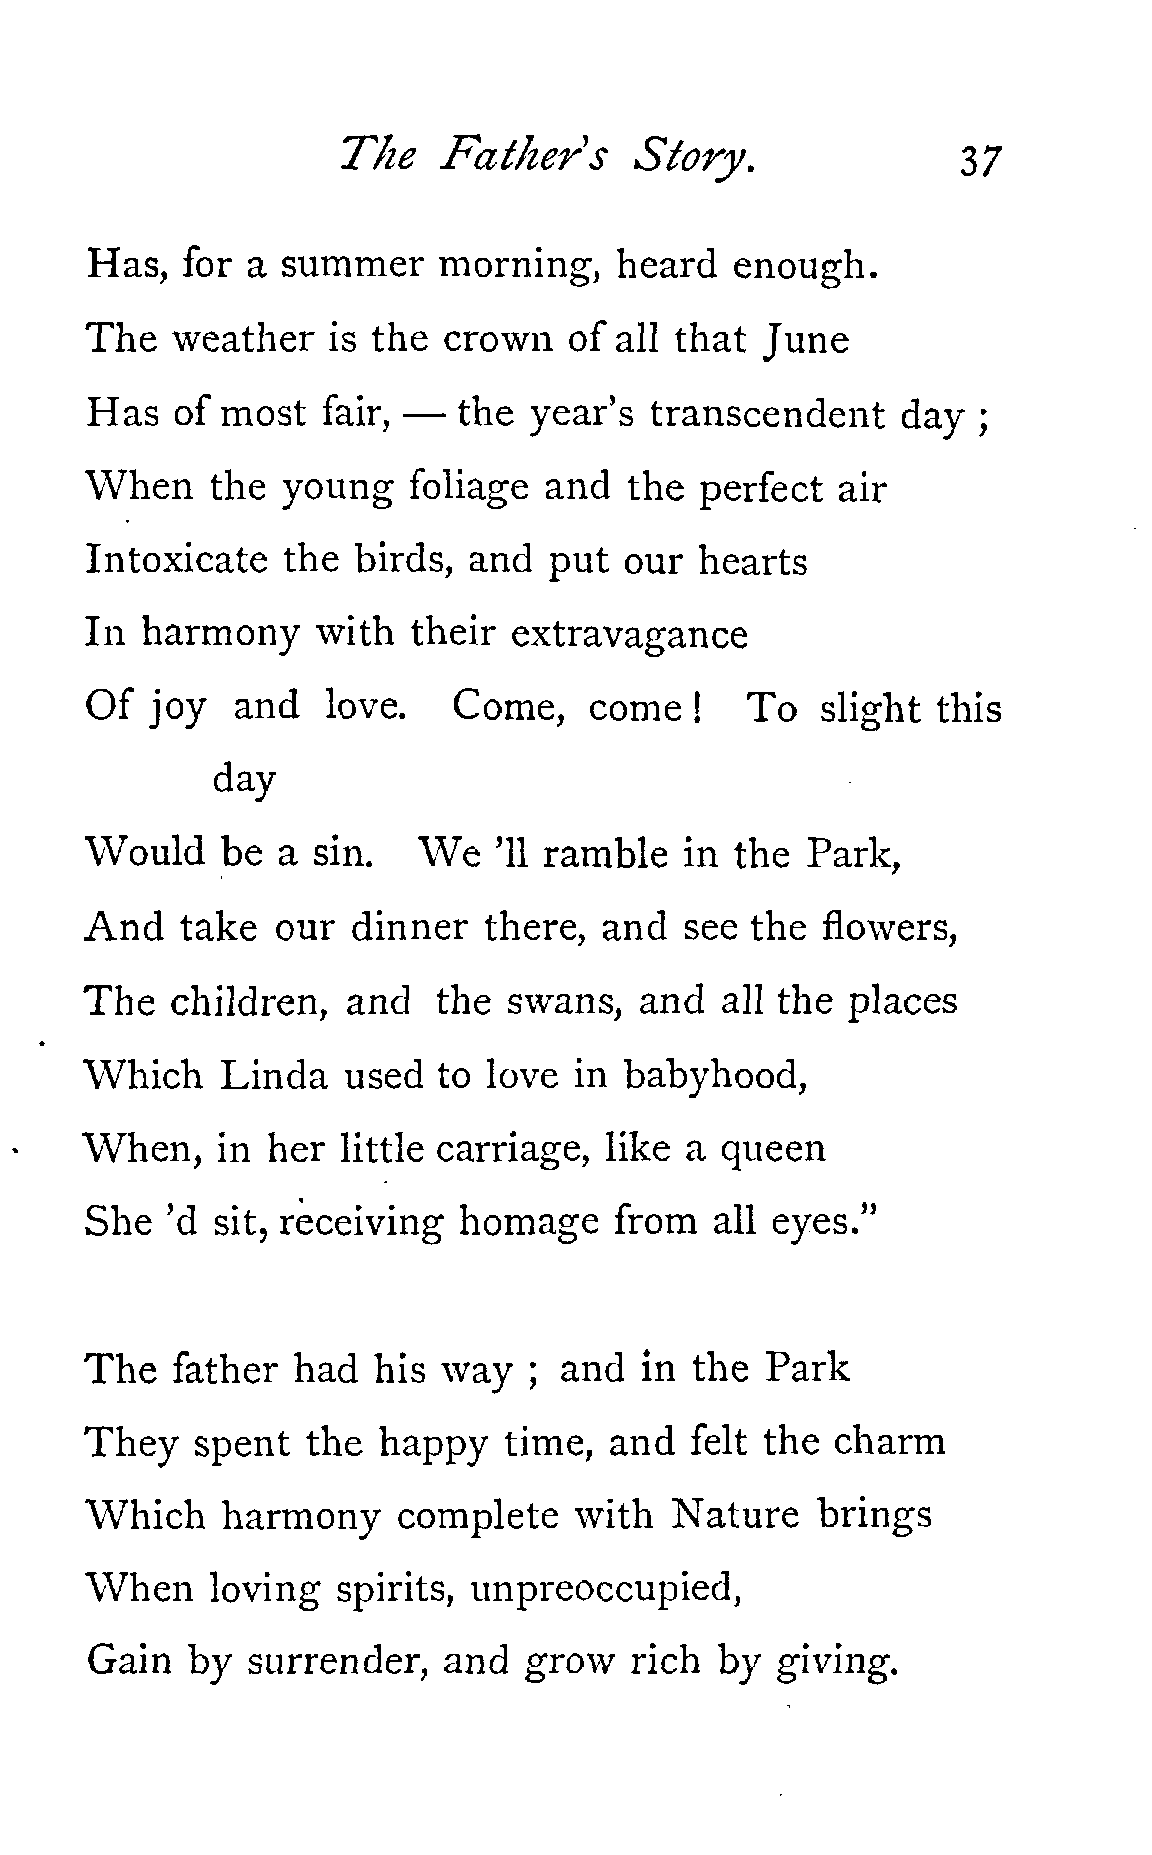 The Father's Story. 37
Has, for a summer morning, heard enough.
The weather is the crown of all that June
Has of most fair, — the year's transcendent day ;
When the young foliage and the perfect air
Intoxicate the birds, and put our hearts
In harmony with their extravagance
Of joy and love. Come, come ! To slight this
day
Would be a sin. We 'll ramble in the Park,
And take our dinner there, and see the flowers,
The children, and the swans, and all the places
Which Linda used to love in babyhood,
When, in her little carriage, like a queen
She 'd sit, receiving homage from all eyes."
The father had his way ; and in the Park
They spent the happy time, and felt the charm
Which harmony complete with Nature brings
When loving spirits, unpreoccupied,
Gain by surrender, and grow rich by giving.